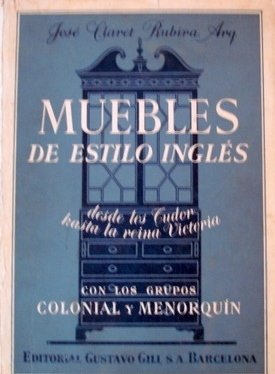 José Claret Rubira Arq.
MUEBLES
DE ESTILO INGLÉS
desde los Tudor
hasta la reina Victoria
CON LOS GRUPOS
COLONIAL Y MENORQUÍN
EDITORIAL GUSTAVO GILI, S A BARCELONA